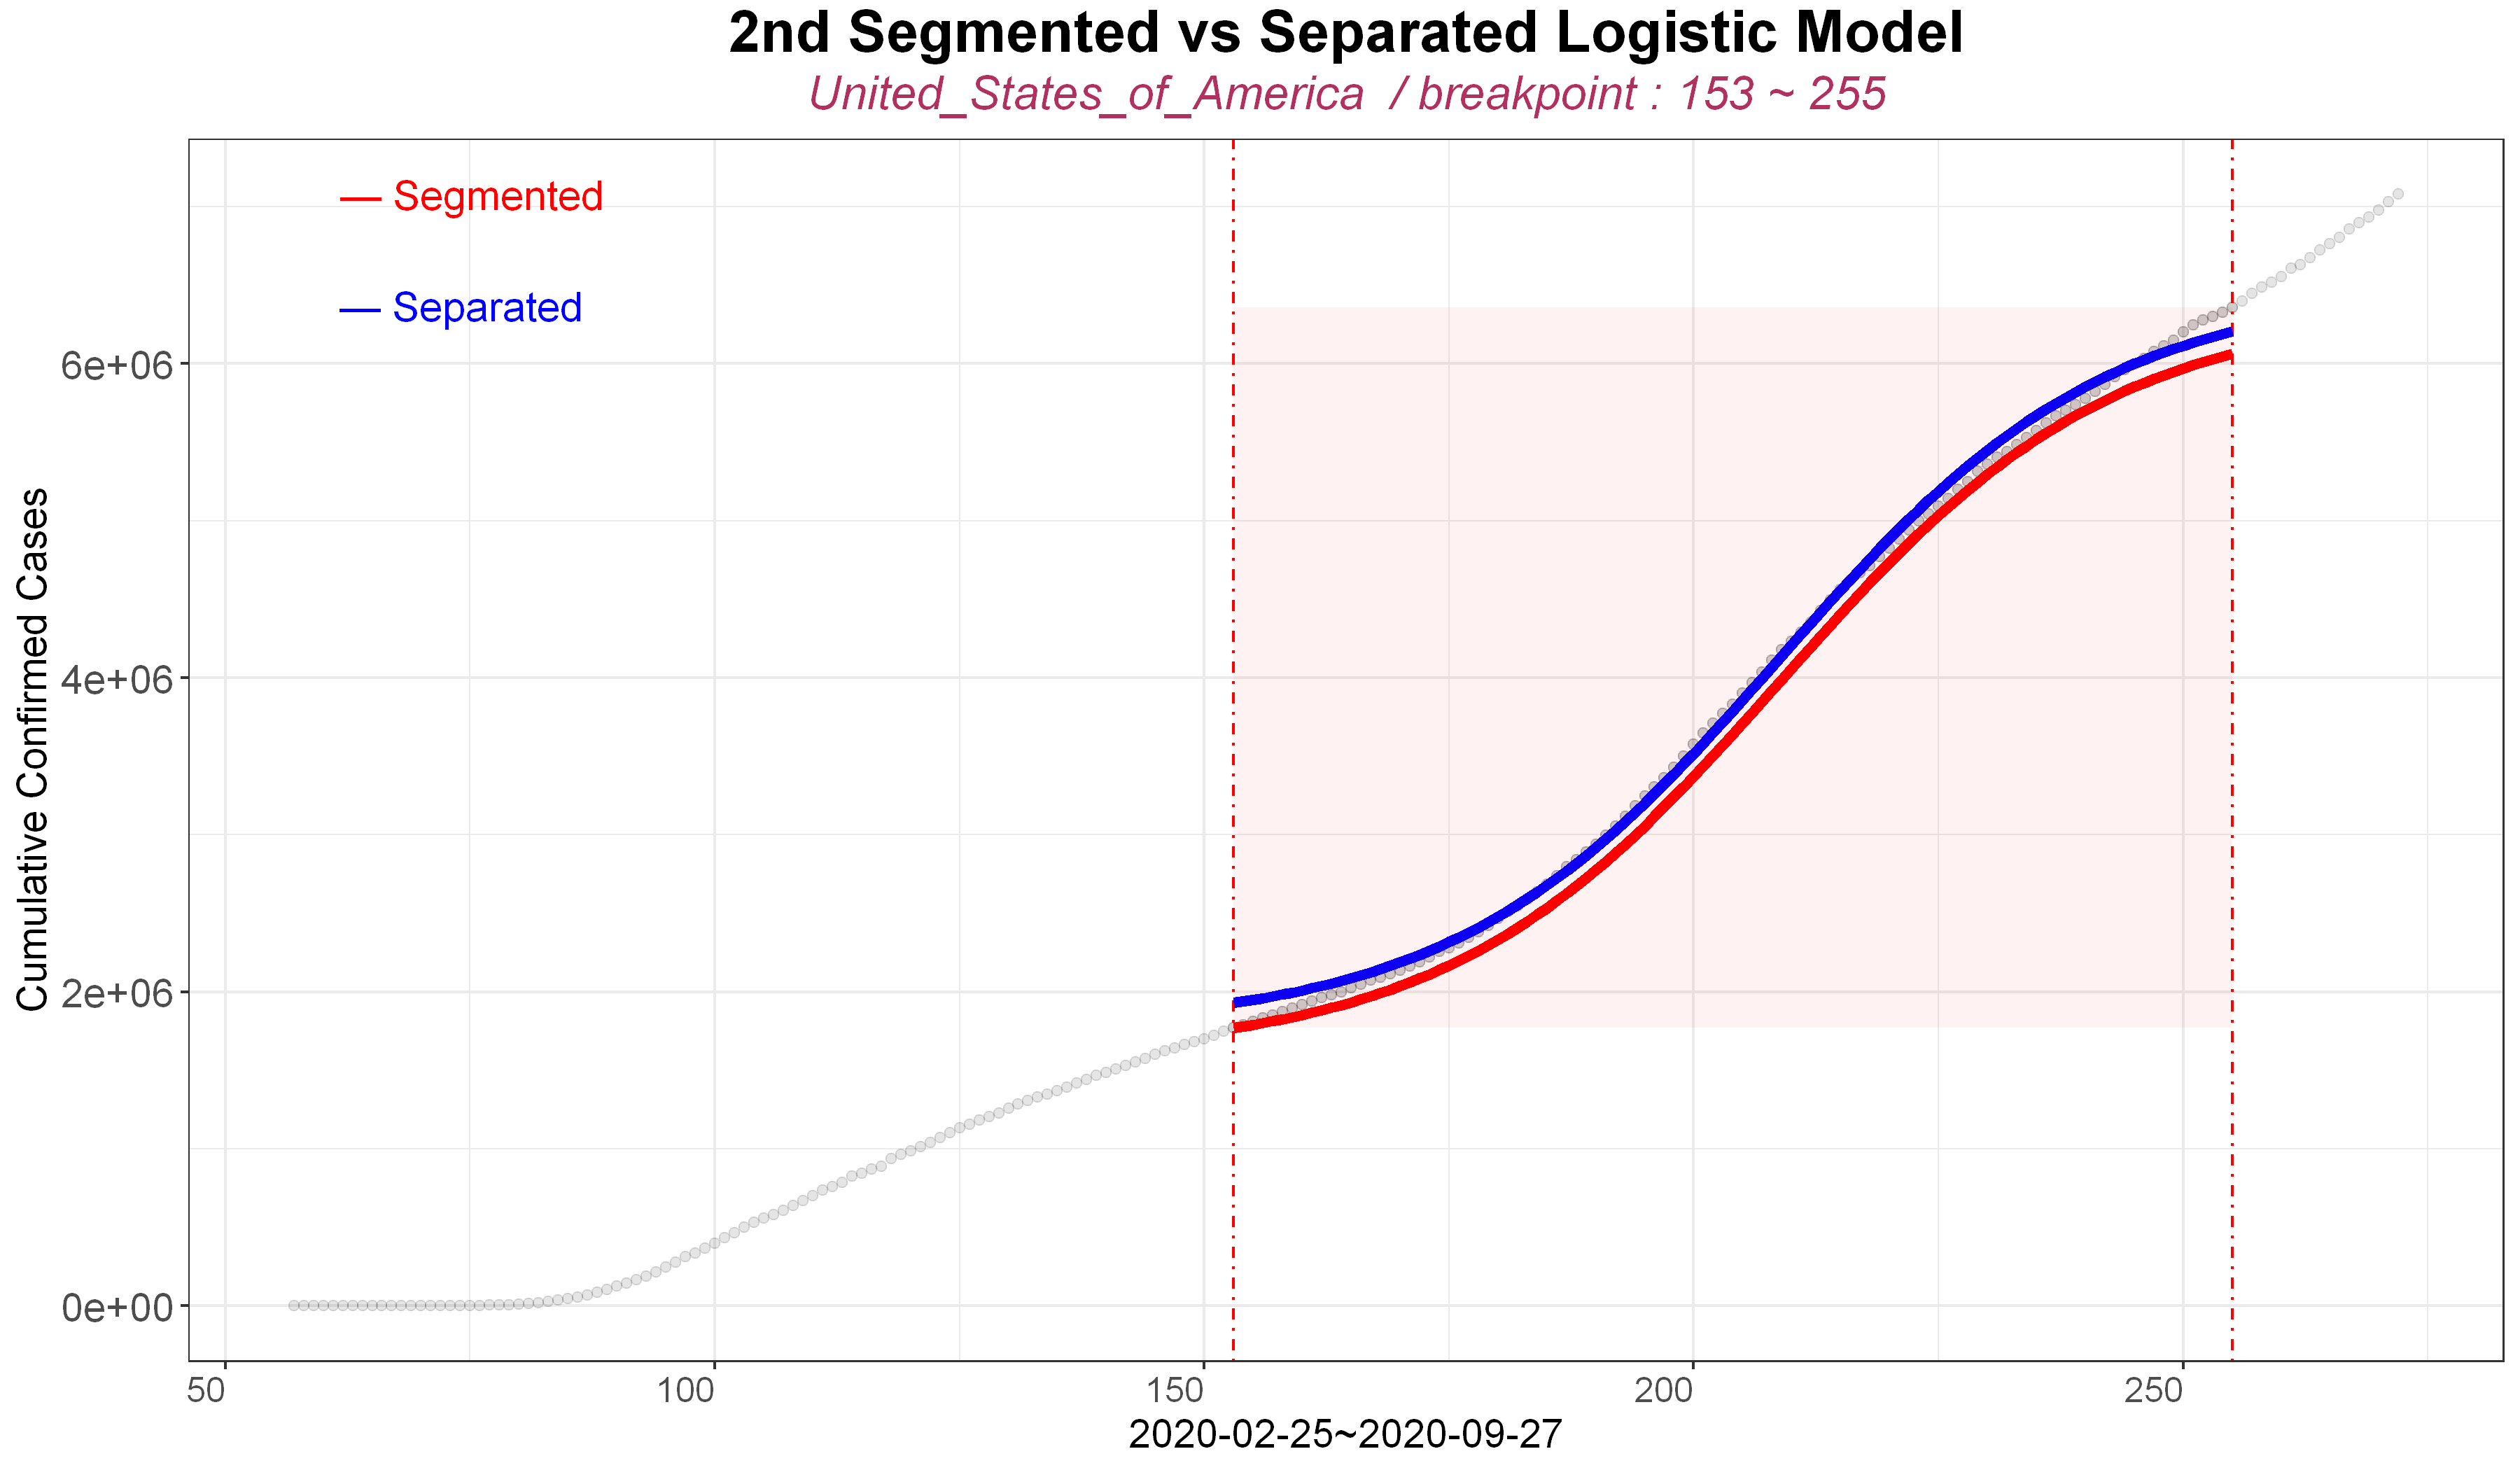 2nd Segmented vs Separated Logistic Model
United_States_of_America / breakpoint : 153 ~ 255
Segmented
Separated
Cumulative Confirmed Cases
6e+06
4e+06
2e+06
0e+00
50 100 150 200 250
2020-02-25~2020-09-27